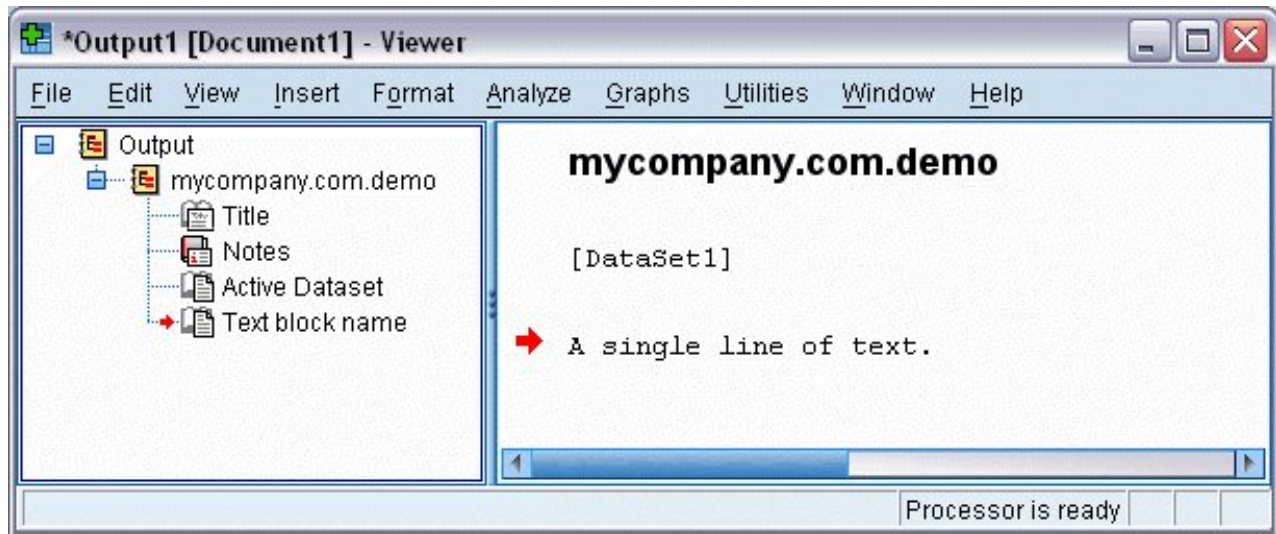 *Output1 [Document1] - Viewer
File Edit View Insert Format Analyze Graphs Utilities Window Help
Output
mycompany.com.demo
Title
Notes
Active Dataset
Text block name
mycompany.com.demo
[DataSet1]
A single line of text.
Processor is ready